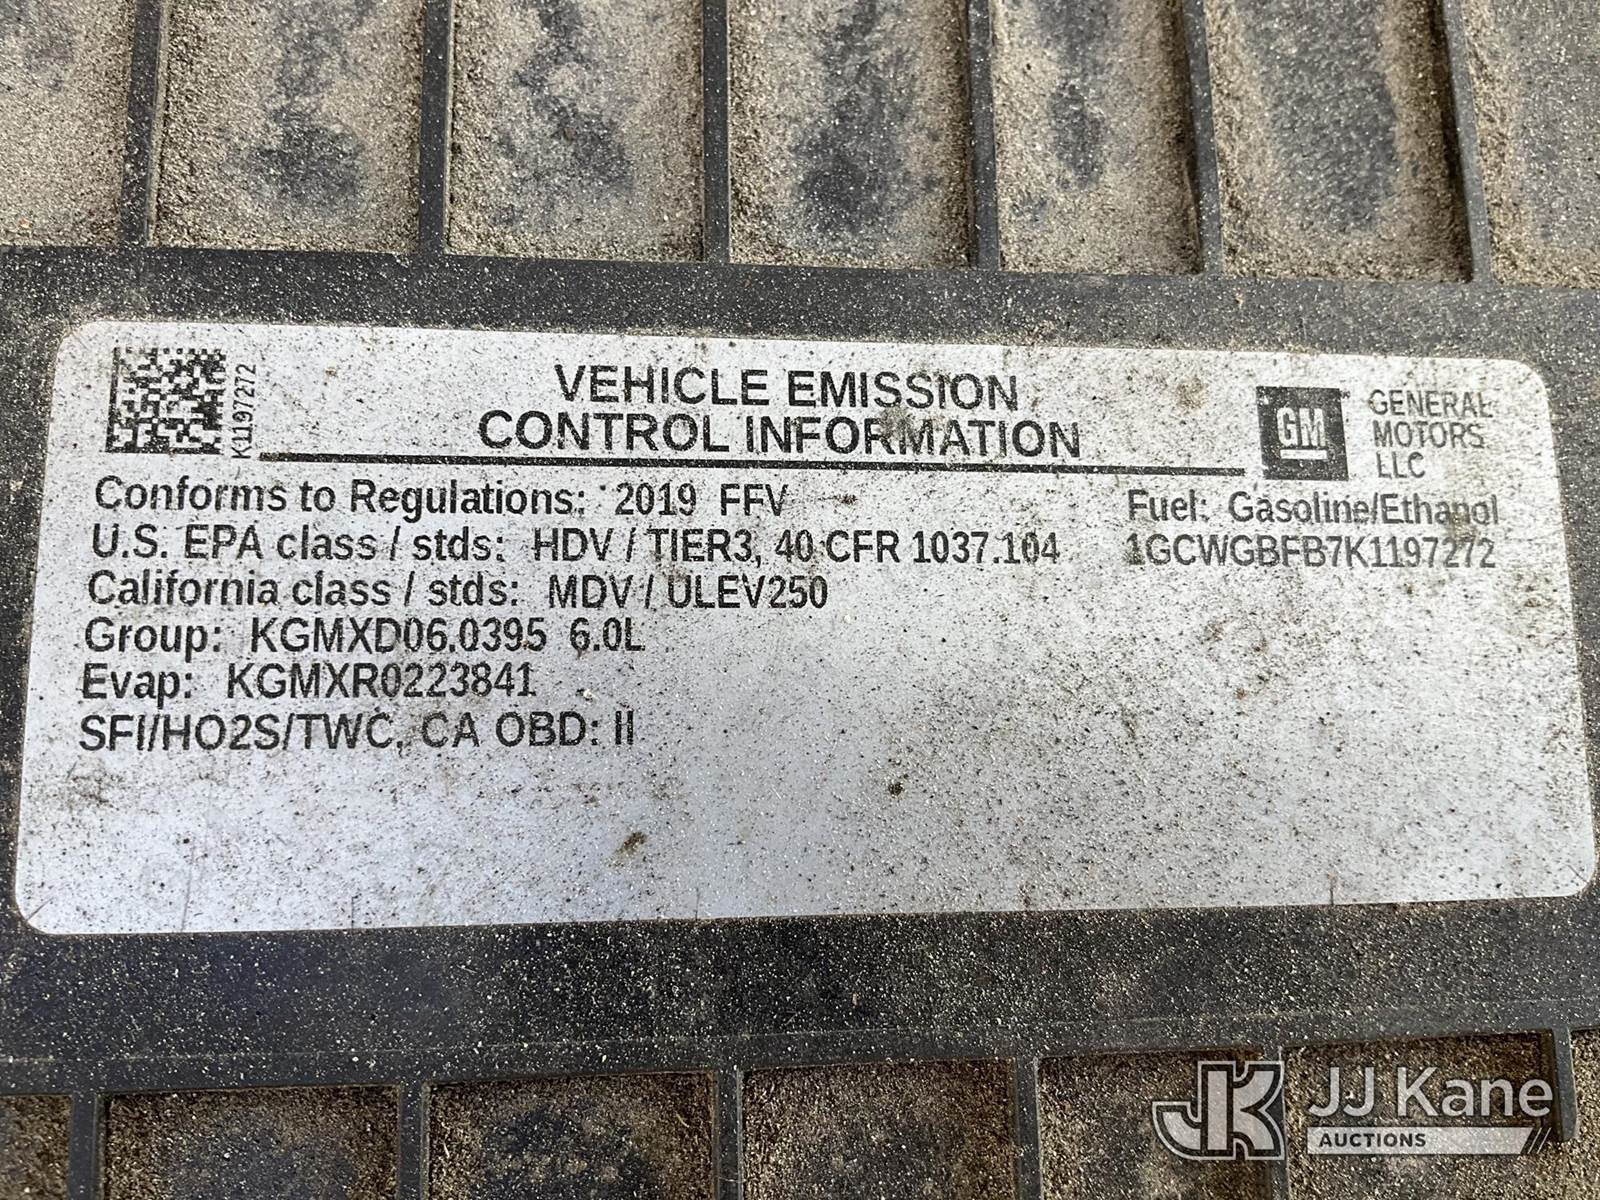 K1197272
VEHICLE EMISSION
CONTROL INFORMATION
GM
GENERAL
MOTORS
LLC
Conforms to Regulations: 2019 FFV
Fuel: Gasoline/Ethanol
U.S. EPA class / stds: HDV / TIER3, 40 CFR 1037.104
1GCWGBFB7K1197272
California class / stds: MDV / ULEV250
Group: KGMXD06.0395 6.0L
Evap: KGMXR0223841
SFI/HO2S/TWC, CA OBD: II
JK JJ Kane
AUCTIONS